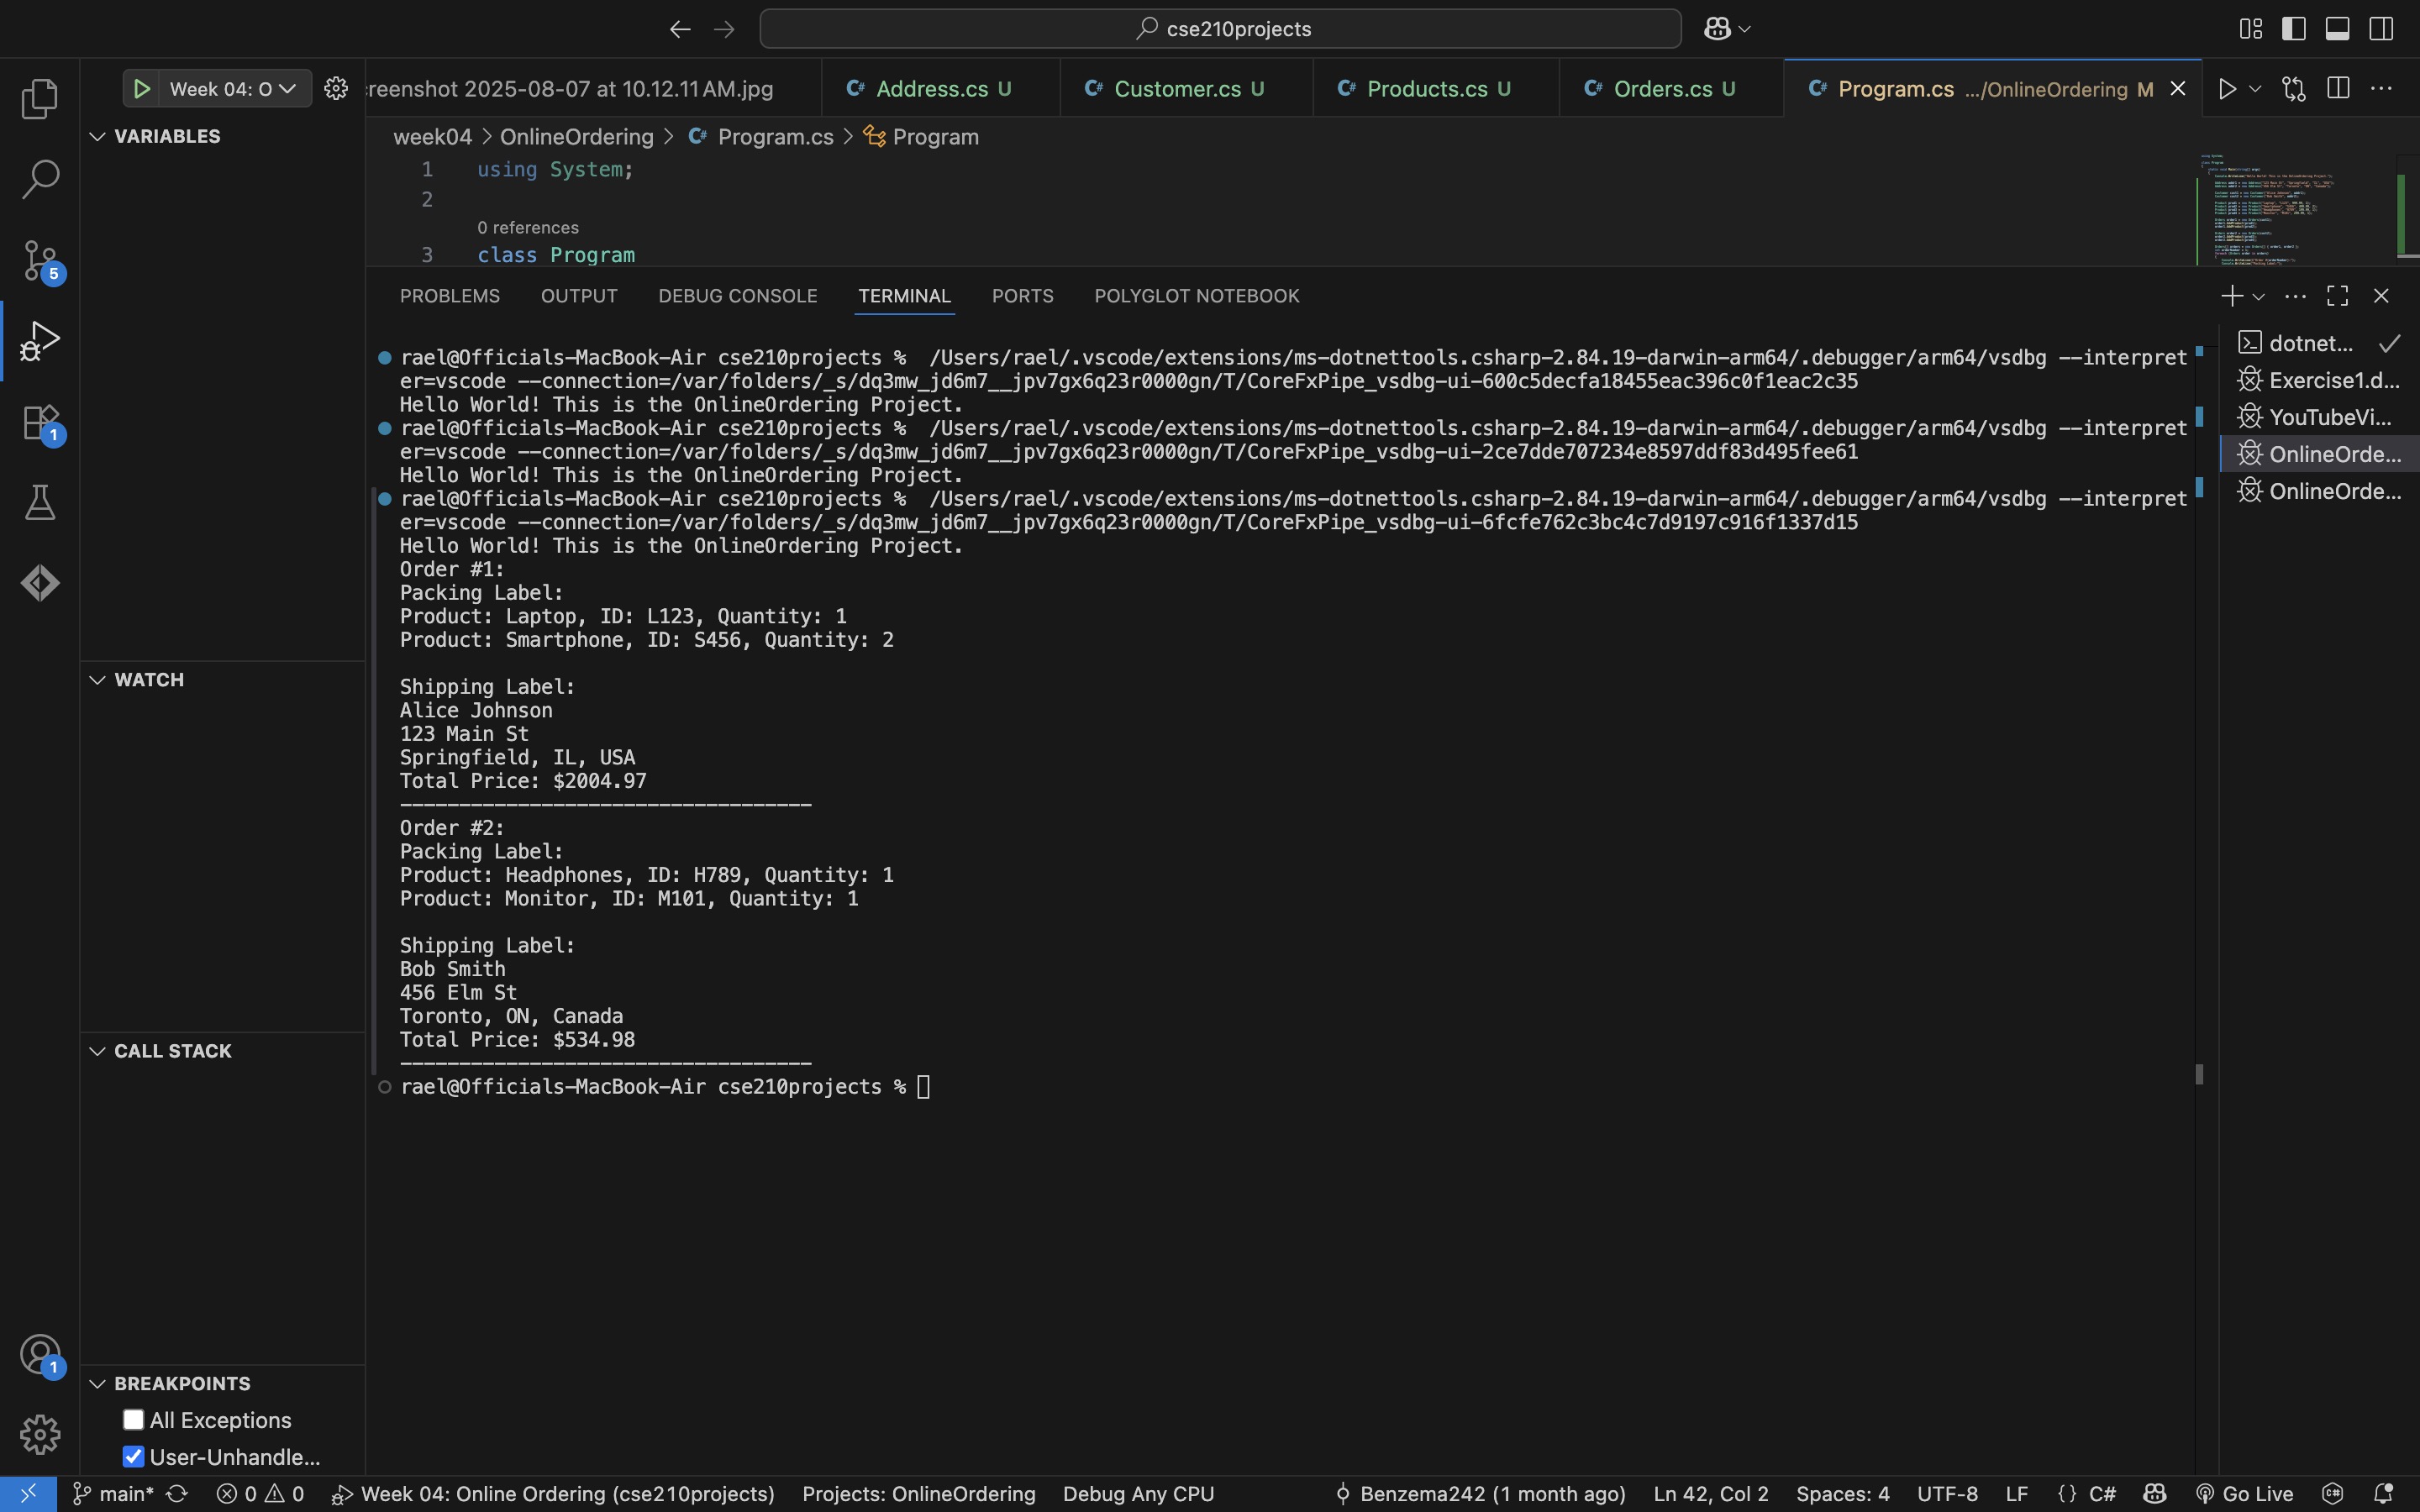 cse210projects
Week 04: O
reenshot 2025-08-07 at 10.12.11 AM.jpg
C# Address.cs U
C# Customer.cs U
C# Products.cs U
C# Orders.cs U
C# Program.cs .../OnlineOrdering M
VARIABLES
week04 > OnlineOrdering > C# Program.cs > Program
1 using System;
2
0 references
3 class Program
PROBLEMS OUTPUT DEBUG CONSOLE TERMINAL PORTS POLYGLOT NOTEBOOK
rael@Officials-MacBook-Air cse210projects % /Users/rael/.vscode/extensions/ms-dotnettools.csharp-2.84.19-darwin-arm64/.debugger/arm64/vsdbg --interpret
er=vscode --connection=/var/folders/_s/dq3mw_jd6m7__jpv7gx6q23r0000gn/T/CoreFxPipe_vsdbg-ui-600c5decfa18455eac396c0f1eac2c35
Hello World! This is the OnlineOrdering Project.
rael@Officials-MacBook-Air cse210projects % /Users/rael/.vscode/extensions/ms-dotnettools.csharp-2.84.19-darwin-arm64/.debugger/arm64/vsdbg --interpret
er=vscode --connection=/var/folders/_s/dq3mw_jd6m7__jpv7gx6q23r0000gn/T/CoreFxPipe_vsdbg-ui-2ce7dde707234e8597ddf83d495fee61
Hello World! This is the OnlineOrdering Project.
rael@Officials-MacBook-Air cse210projects % /Users/rael/.vscode/extensions/ms-dotnettools.csharp-2.84.19-darwin-arm64/.debugger/arm64/vsdbg --interpret
er=vscode --connection=/var/folders/_s/dq3mw_jd6m7__jpv7gx6q23r0000gn/T/CoreFxPipe_vsdbg-ui-6fcfe762c3bc4c7d9197c916f1337d15
Hello World! This is the OnlineOrdering Project.
Order #1:
Packing Label:
Product: Laptop, ID: L123, Quantity: 1
Product: Smartphone, ID: S456, Quantity: 2
Shipping Label:
Alice Johnson
123 Main St
Springfield, IL, USA
Total Price: $2004.97
-----------------------------------
Order #2:
Packing Label:
Product: Headphones, ID: H789, Quantity: 1
Product: Monitor, ID: M101, Quantity: 1
Shipping Label:
Bob Smith
456 Elm St
Toronto, ON, Canada
Total Price: $534.98
-----------------------------------
rael@Officials-MacBook-Air cse210projects %
dotnet...
Exercise1.d...
YouTubeVi...
OnlineOrde...
OnlineOrde...
5
1
WATCH
CALL STACK
BREAKPOINTS
All Exceptions
User-Unhandle...
1
main* 0 0 Week 04: Online Ordering (cse210projects) Projects: OnlineOrdering Debug Any CPU Benzema242 (1 month ago) Ln 42, Col 2 Spaces: 4 UTF-8 LF {} C# Go Live